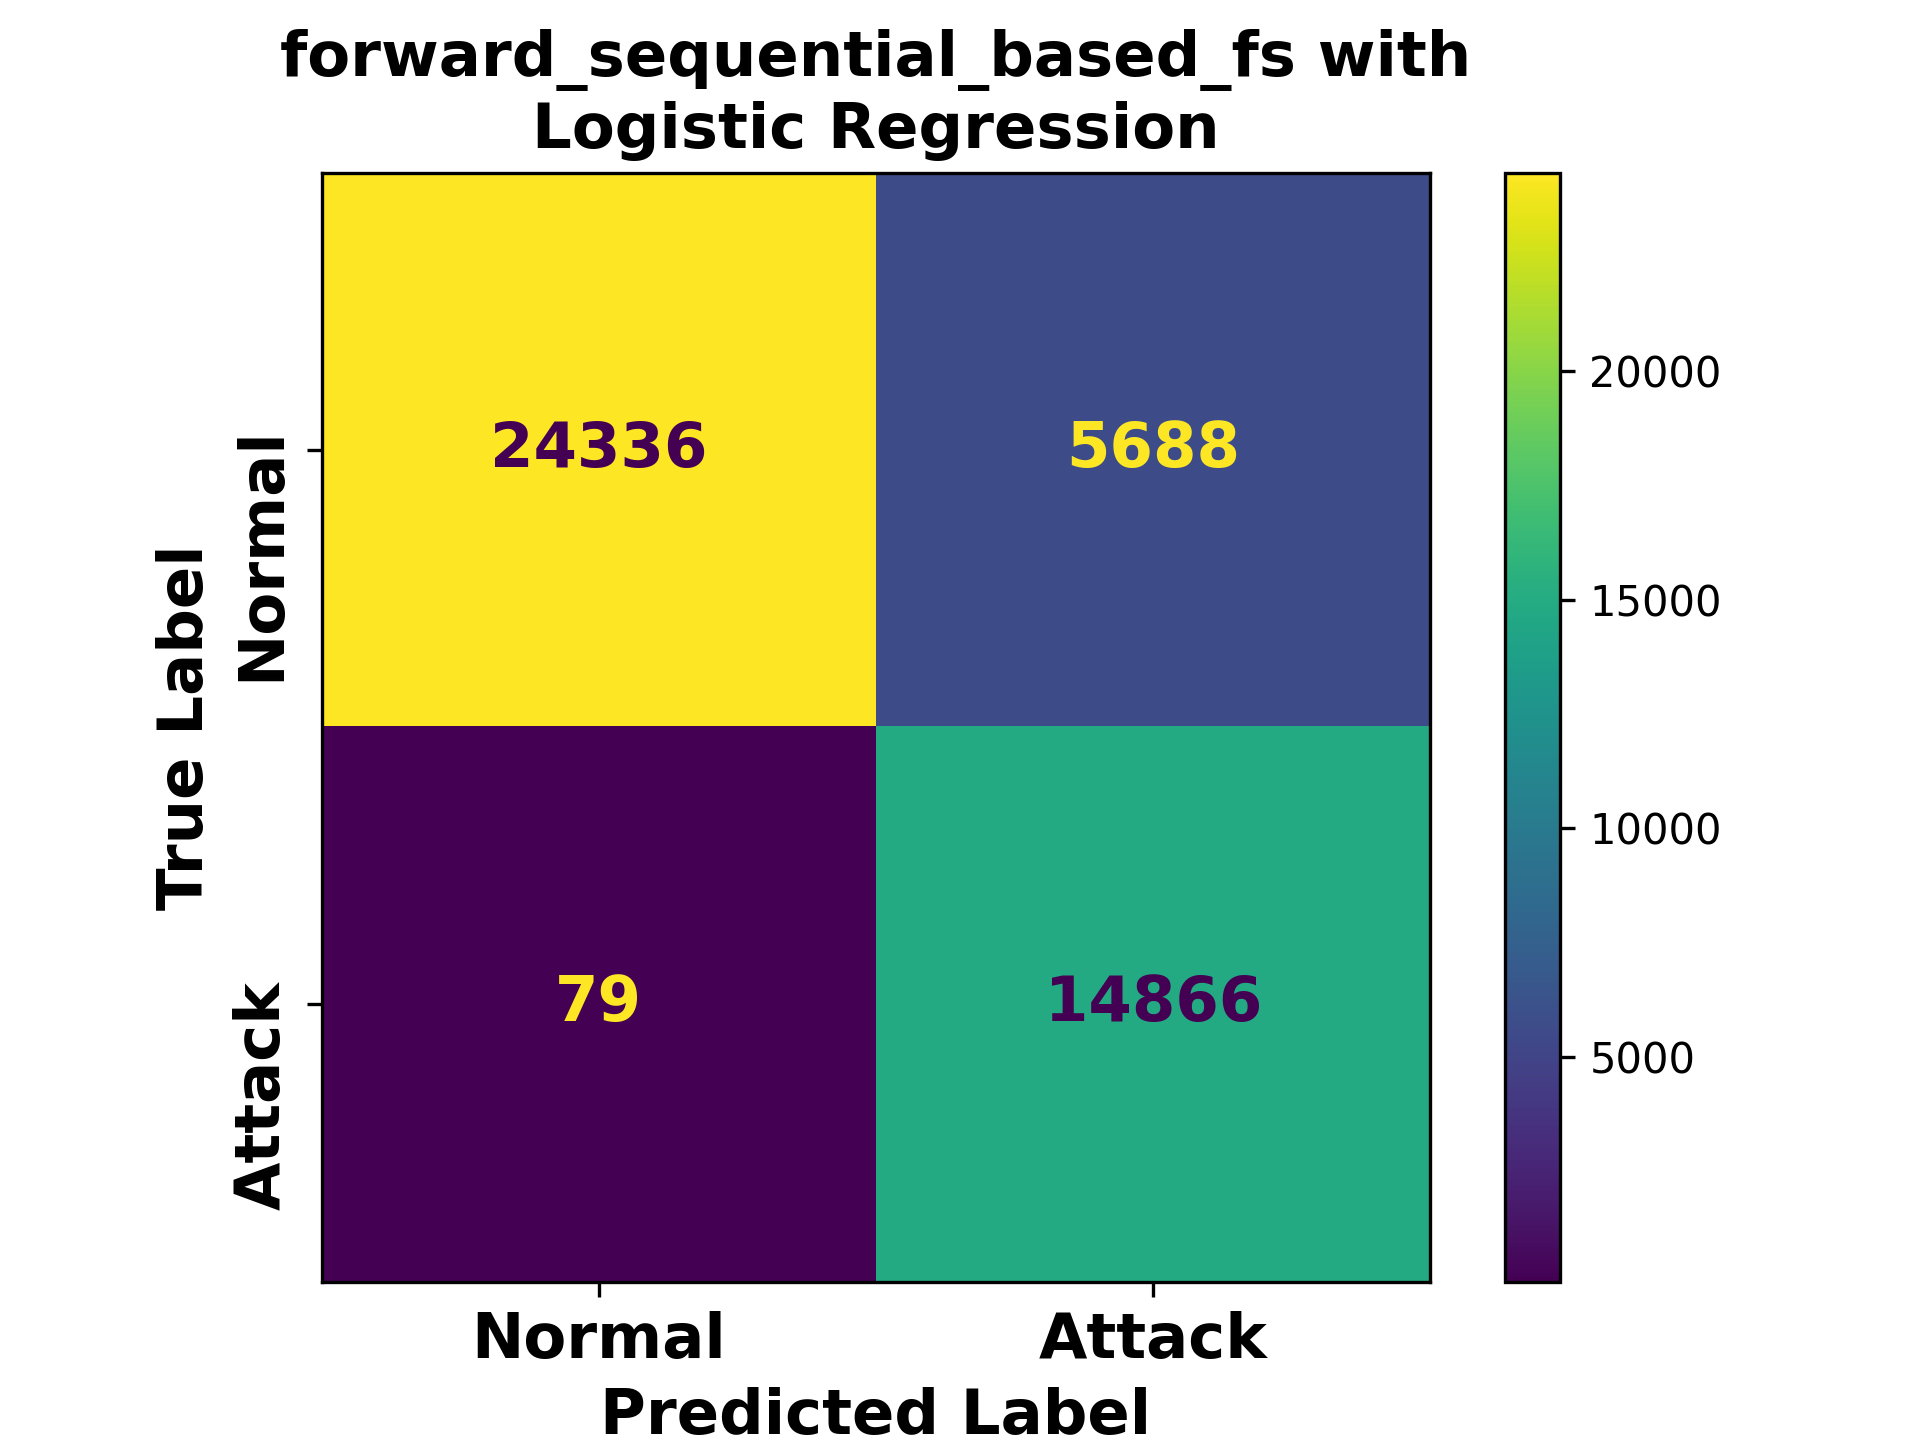 forward_sequential_based_fs with
Logistic Regression
True Label
Normal
24336
5688
Attack
79
14866
Normal
Attack
Predicted Label
20000
15000
10000
5000